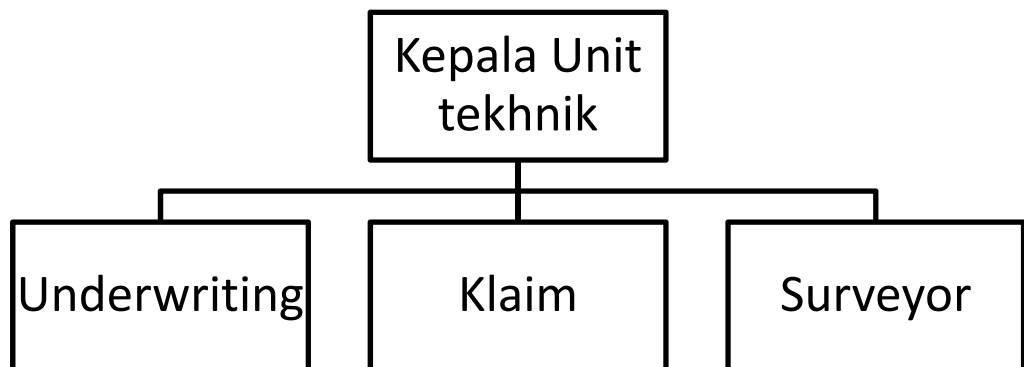 Kepala Unit
tekhnik
Underwriting
Klaim
Surveyor